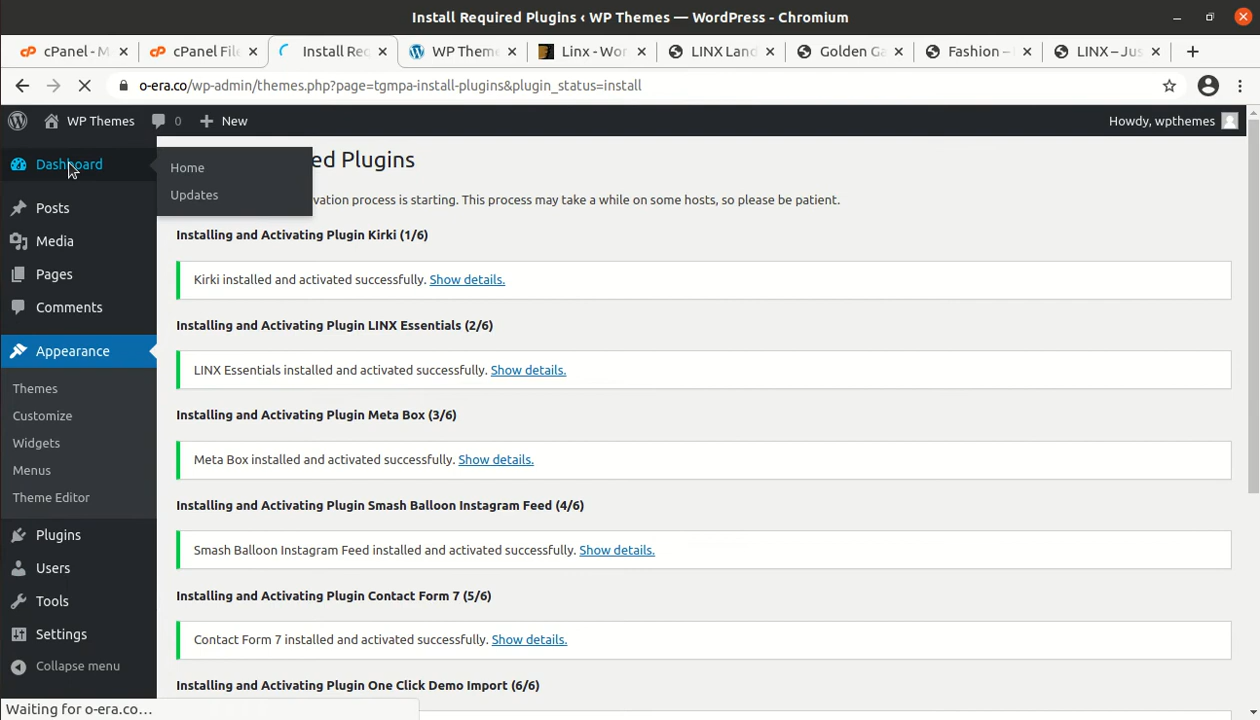 Install Required Plugins ‹ WP Themes — WordPress - Chromium
cPanel - M
cPanel File
Install Re
WP Them
Linx - Wor
LINX Land
Golden Ga
Fashion –
LINX – Jus
o-era.co/wp-admin/themes.php?page=tgmpa-install-plugins&plugin_status=install
WP Themes
0
New
Howdy, wpthemes
Dashboard
Home
Updates
Posts
Media
Pages
Comments
Appearance
Themes
Customize
Widgets
Menus
Theme Editor
Plugins
Users
Tools
Settings
Collapse menu
ed Plugins
vation process is starting. This process may take a while on some hosts, so please be patient.
Installing and Activating Plugin Kirki (1/6)
Kirki installed and activated successfully. Show details.
Installing and Activating Plugin LINX Essentials (2/6)
LINX Essentials installed and activated successfully. Show details.
Installing and Activating Plugin Meta Box (3/6)
Meta Box installed and activated successfully. Show details.
Installing and Activating Plugin Smash Balloon Instagram Feed (4/6)
Smash Balloon Instagram Feed installed and activated successfully. Show details.
Installing and Activating Plugin Contact Form 7 (5/6)
Contact Form 7 installed and activated successfully. Show details.
Installing and Activating Plugin One Click Demo Import (6/6)
Waiting for o-era.co...